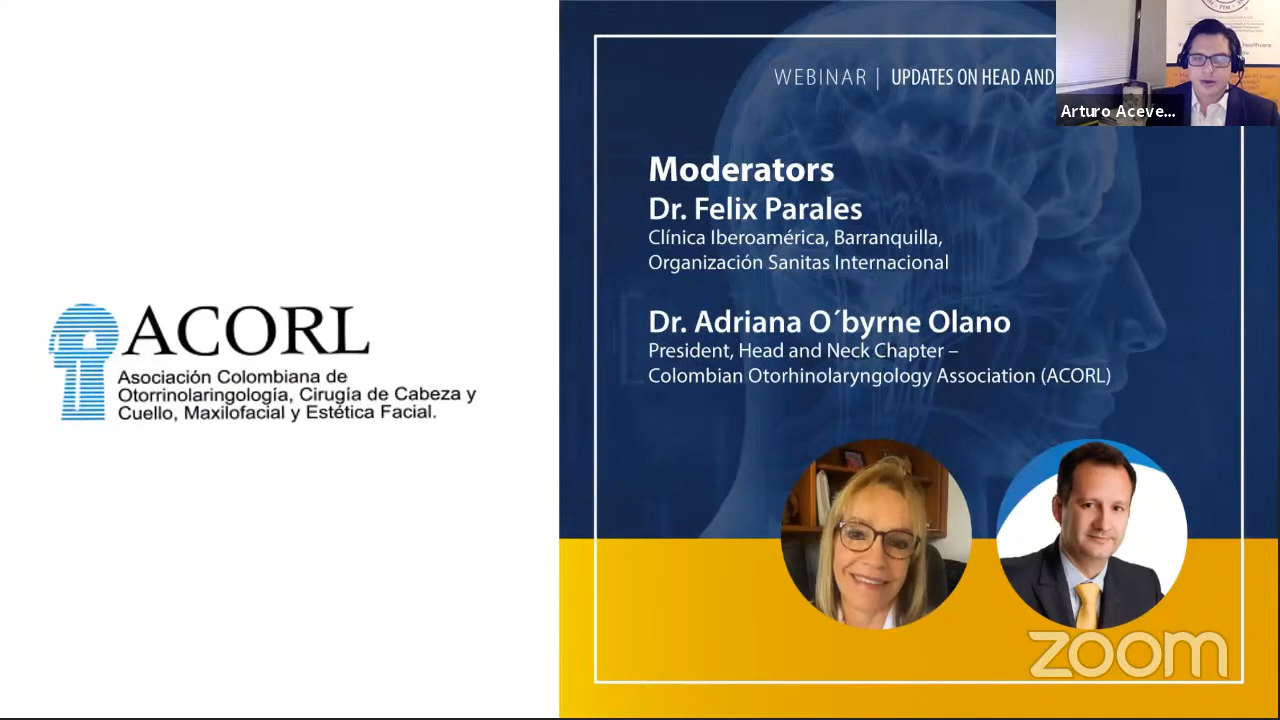 WEBINAR | UPDATES ON HEAD AND
Arturo Aceve...
Moderators
Dr. Felix Parales
Clínica Iberoamérica, Barranquilla,
Organización Sanitas Internacional
Dr. Adriana O´byrne Olano
President, Head and Neck Chapter –
Colombian Otorhinolaryngology Association (ACORL)
ACORL
Asociación Colombiana de
Otorrinolaringología, Cirugía de Cabeza y
Cuello, Maxilofacial y Estética Facial.
zoom